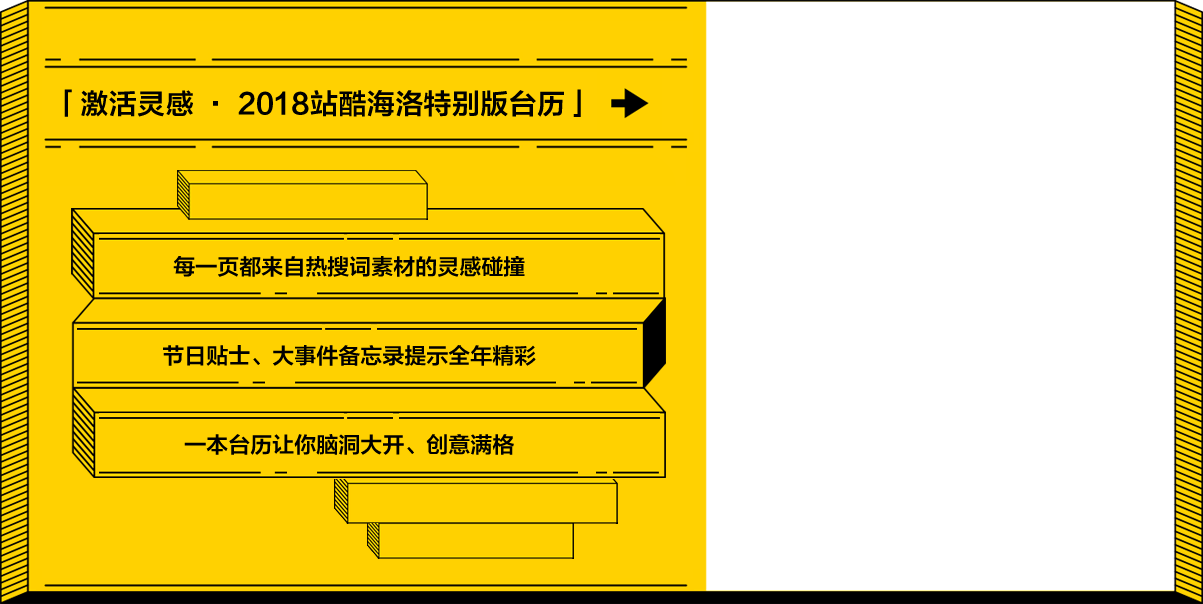 「激活灵感 · 2018站酷海洛特别版台历」
每一页都来自热搜词素材的灵感碰撞
节日贴士、大事件备忘录提示全年精彩
一本台历让你脑洞大开、创意满格